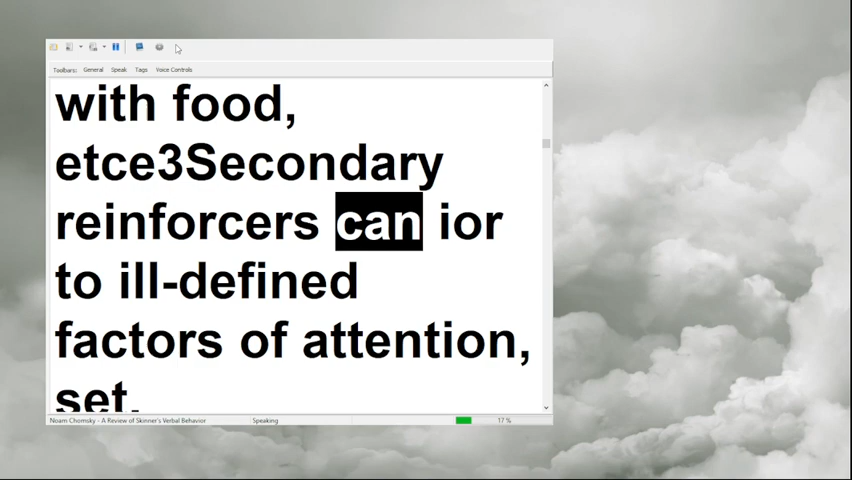 Toolbars: General Speak Tags Voice Controls
with food,
etce3Secondary
reinforcers can ior
to ill-defined
factors of attention,
set,
Noam Chomsky - A Review of Skinner's Verbal Behavior Speaking 17 %